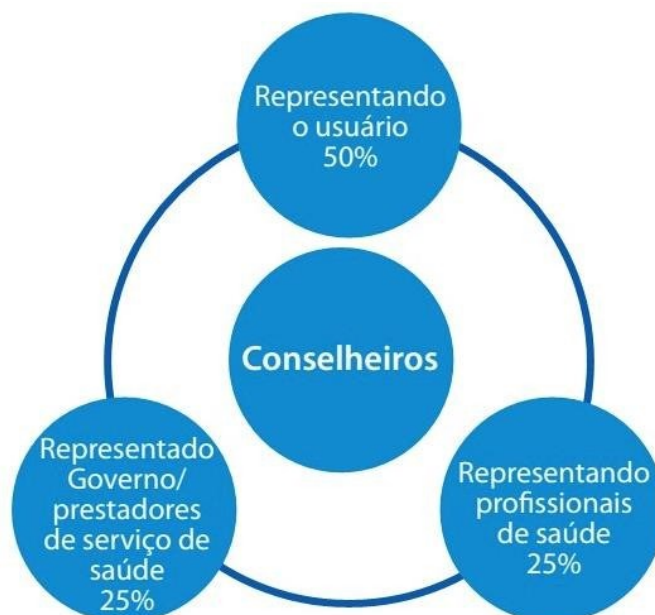 Representando
o usuário
50%
Conselheiros
Representado
Governo/
prestadores
de serviço de
saúde
25%
Representando
profissionais
de saúde
25%